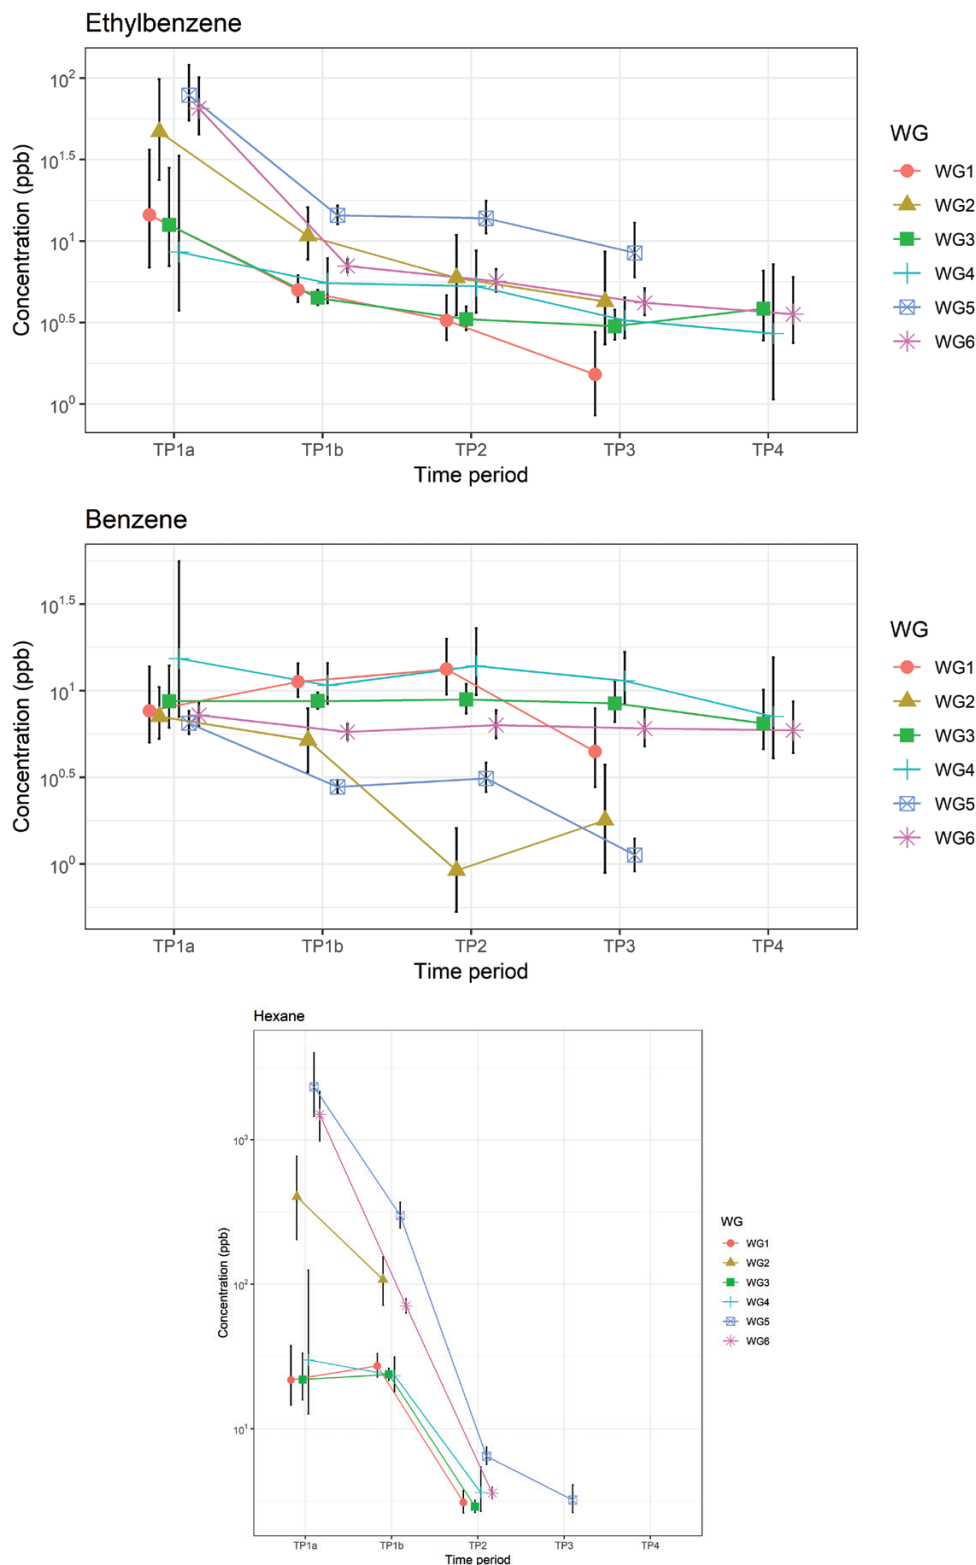 Ethylbenzene
Concentration (ppb)
10^2
10^1.5
10^1
10^0.5
10^0
TP1a TP1b TP2 TP3 TP4
Time period
WG
WG1
WG2
WG3
WG4
WG5
WG6
Benzene
Concentration (ppb)
10^1.5
10^1
10^0.5
10^0
TP1a TP1b TP2 TP3 TP4
Time period
WG
WG1
WG2
WG3
WG4
WG5
WG6
Hexane
Concentration (ppb)
10^3
10^2
10^1
TP1a TP1b TP2 TP3 TP4
Time period
WG
WG1
WG2
WG3
WG4
WG5
WG6